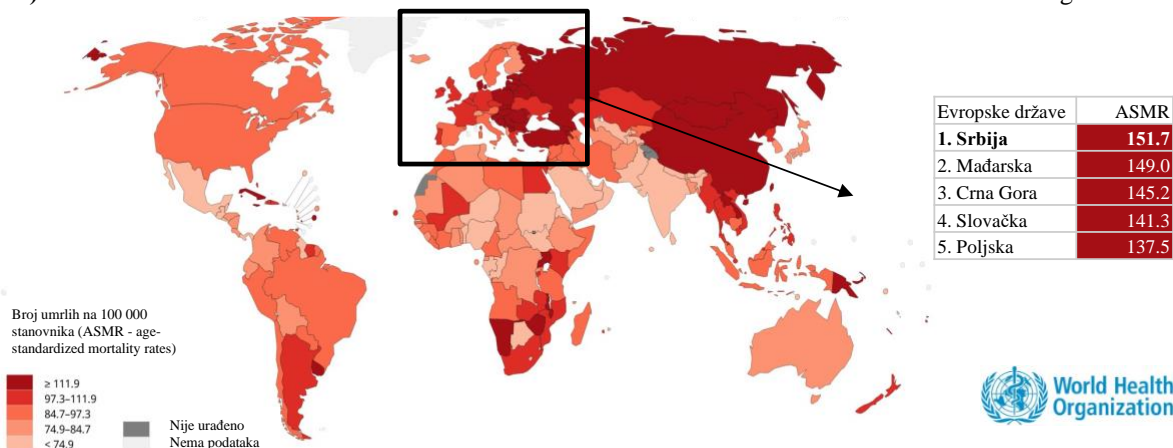 )
g
Evropske države ASMR
1. Srbija 151.7
2. Mađarska 149.0
3. Crna Gora 145.2
4. Slovačka 141.3
5. Poljska 137.5
Broj umrlih na 100 000
stanovnika (ASMR - age-
standardized mortality rates)
≥ 111.9
97.3–111.9
84.7–97.3
74.9–84.7
< 74.9
Nije urađeno
Nema podataka
World Health
Organization